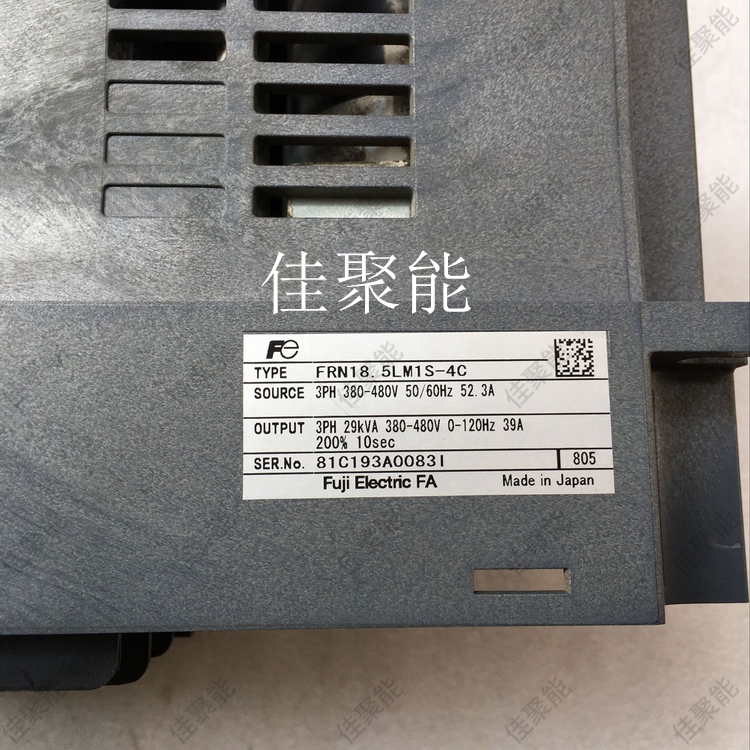 佳聚能
Fe
TYPE FRN18.5LM1S-4C
SOURCE 3PH 380-480V 50/60Hz 52.3A
OUTPUT 3PH 29kVA 380-480V 0-120Hz 39A
200% 10sec
SER.No. 81C193A0083I 805
Fuji Electric FA Made in Japan